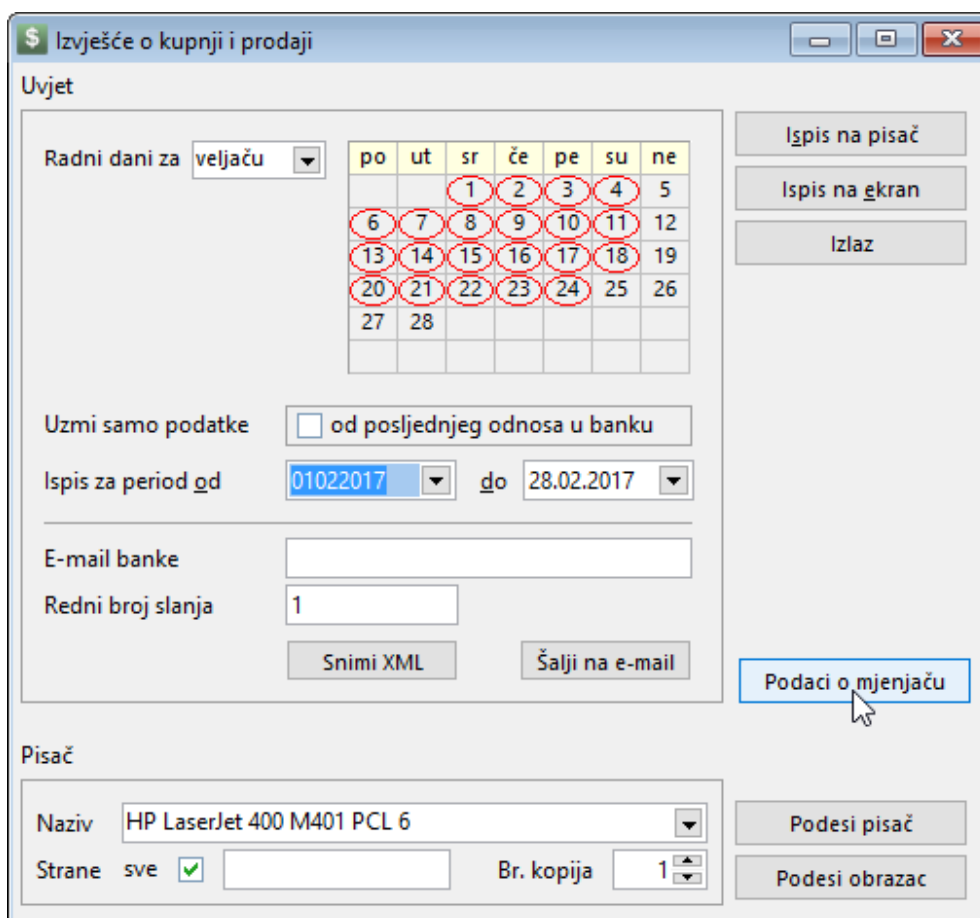 $ Izvješće o kupnji i prodaji
Uvjet
Radni dani za veljaču
po ut sr če pe su ne
1 2 3 4 5
6 7 8 9 10 11 12
13 14 15 16 17 18 19
20 21 22 23 24 25 26
27 28
Ispis na pisač
Ispis na ekran
Izlaz
Uzmi samo podatke od posljednjeg odnosa u banku
Ispis za period od 01022017 do 28.02.2017
E-mail banke
Redni broj slanja 1
Snimi XML Šalji na e-mail
Podaci o mjenjaču
Pisač
Naziv HP LaserJet 400 M401 PCL 6
Strane sve Br. kopija 1
Podesi pisač
Podesi obrazac